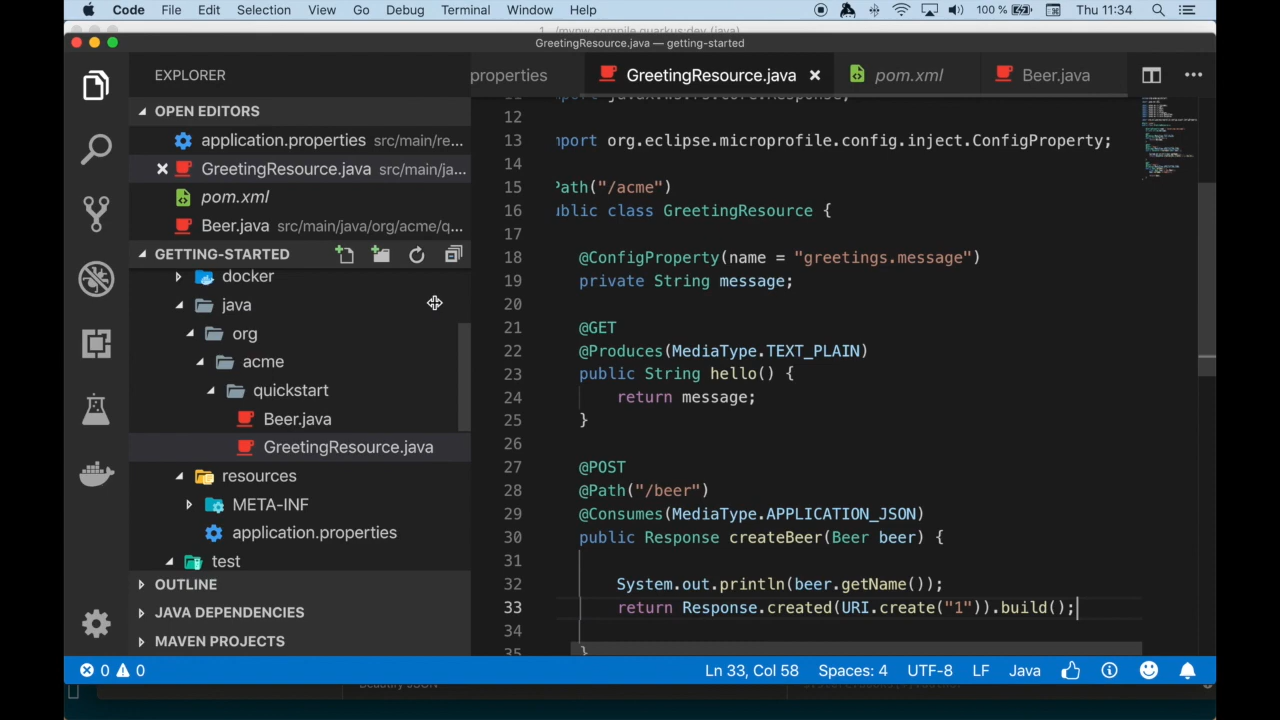 Code File Edit Selection View Go Debug Terminal Window Help 100 % Thu 11:34
GreetingResource.java — getting-started
EXPLORER
properties GreetingResource.java pom.xml Beer.java
OPEN EDITORS
application.properties src/main/re...
GreetingResource.java src/main/ja...
pom.xml
Beer.java src/main/java/org/acme/q...
GETTING-STARTED
docker
java
org
acme
quickstart
Beer.java
GreetingResource.java
resources
META-INF
application.properties
test
OUTLINE
JAVA DEPENDENCIES
MAVEN PROJECTS
12
13 port org.eclipse.microprofile.config.inject.ConfigProperty;
14
15 Path("/acme")
16 ublic class GreetingResource {
17
18 @ConfigProperty(name = "greetings.message")
19 private String message;
20
21 @GET
22 @Produces(MediaType.TEXT_PLAIN)
23 public String hello() {
24 return message;
25 }
26
27 @POST
28 @Path("/beer")
29 @Consumes(MediaType.APPLICATION_JSON)
30 public Response createBeer(Beer beer) {
31
32 System.out.println(beer.getName());
33 return Response.created(URI.create("1")).build();
34
35 }
0 0 Ln 33, Col 58 Spaces: 4 UTF-8 LF Java